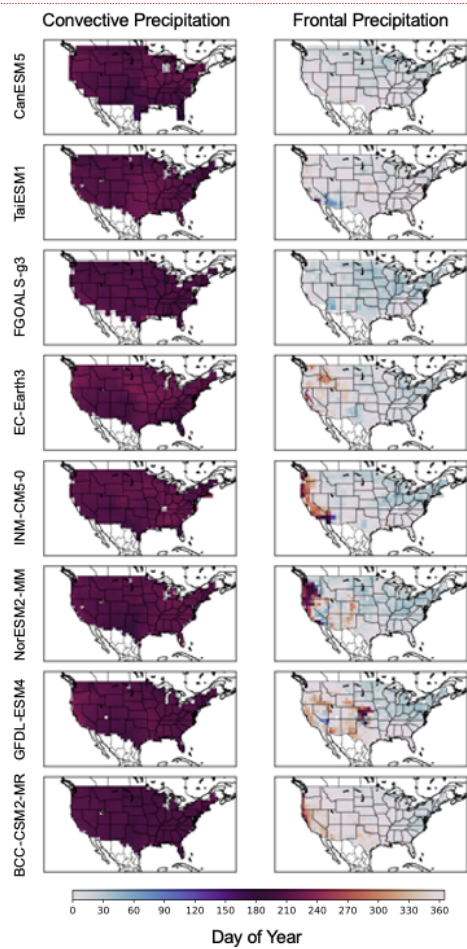 Convective Precipitation Frontal Precipitation
CanESM5
TaiESM1
FGOALS-g3
EC-Earth3
INM-CM5-0
NorESM2-MM
GFDL-ESM4
BCC-CSM2-MR
0 30 60 90 120 150 180 210 240 270 300 330 360
Day of Year